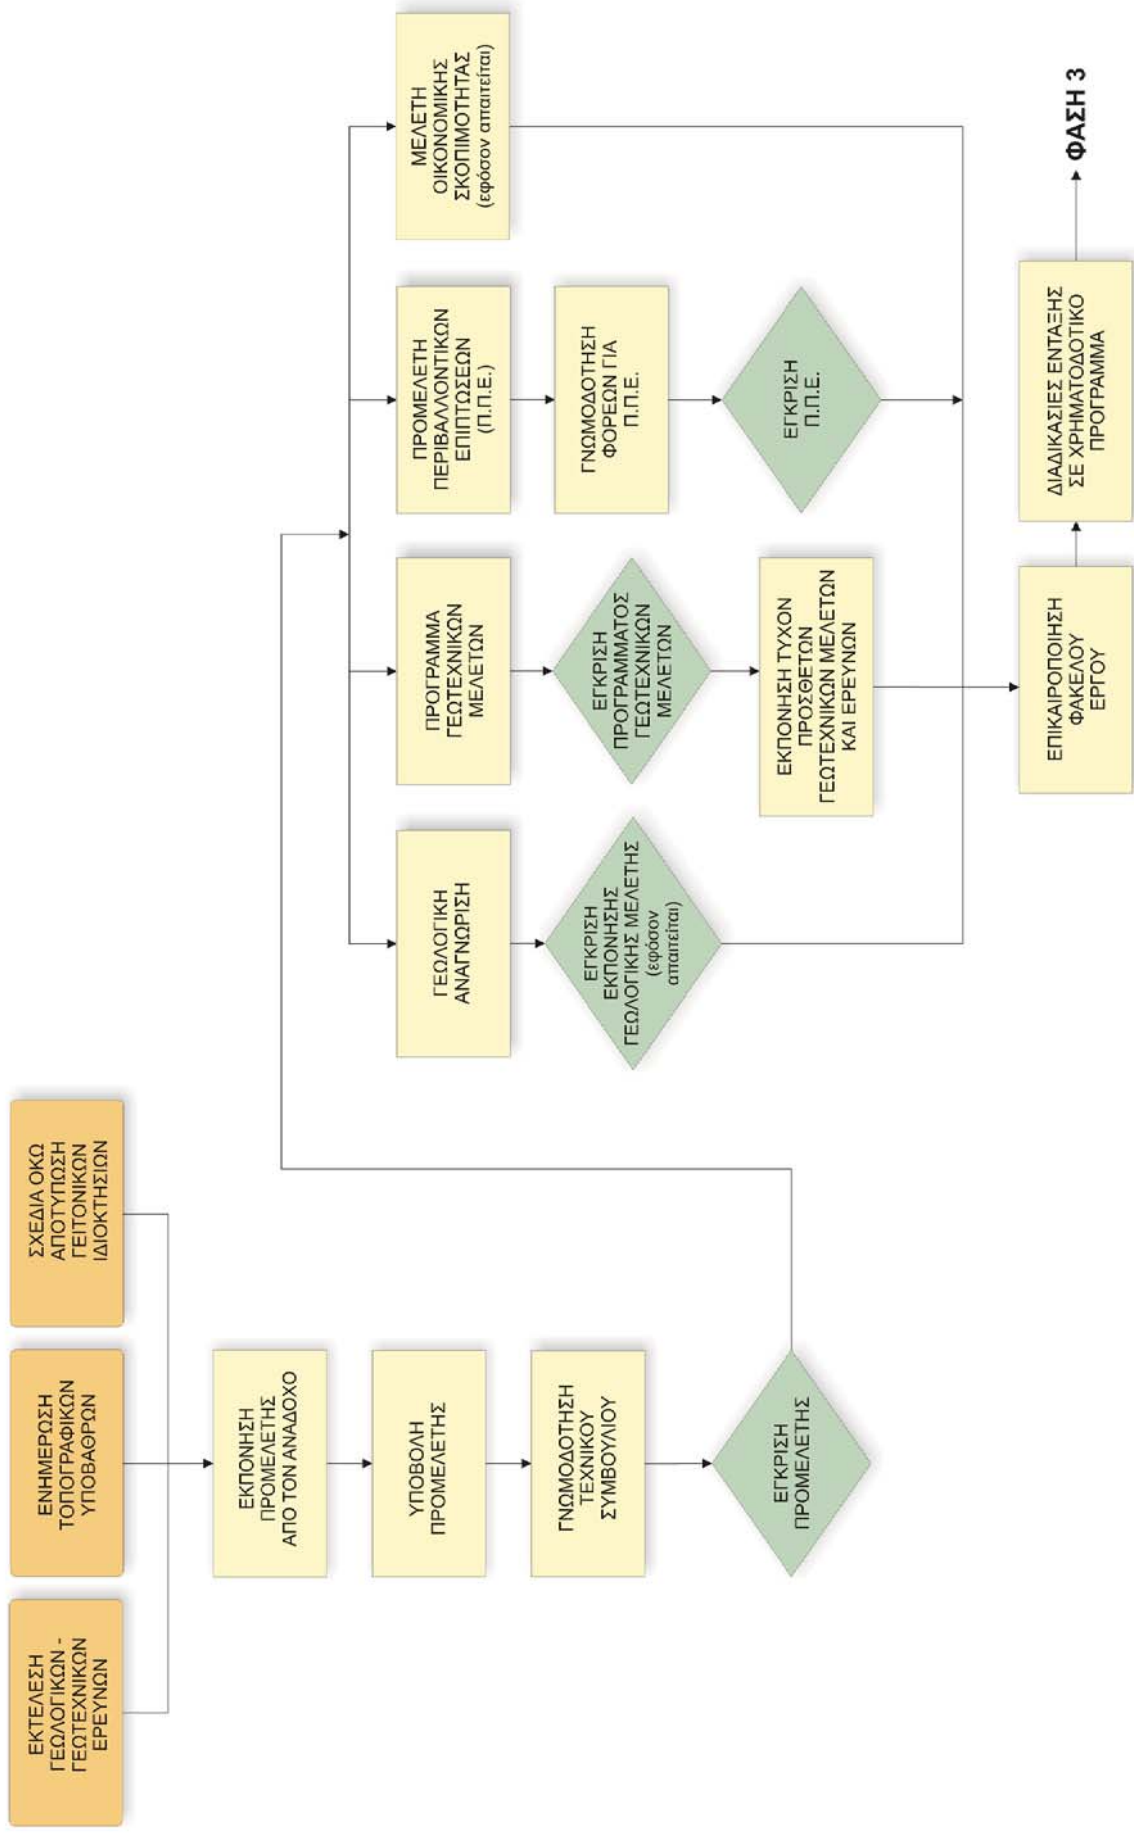 ΕΚΤΕΛΕΣΗ
ΓΕΩΛΟΓΙΚΩΝ -
ΓΕΩΤΕΧΝΙΚΩΝ
ΕΡΕΥΝΩΝ
ΕΝΗΜΕΡΩΣΗ
ΤΟΠΟΓΡΑΦΙΚΩΝ
ΥΠΟΒΑΘΡΩΝ
ΣΧΕΔΙΑ ΟΚΩ
ΑΠΟΤΥΠΩΣΗ
ΓΕΙΤΟΝΙΚΩΝ
ΙΔΙΟΚΤΗΣΙΩΝ
ΕΚΠΟΝΗΣΗ
ΠΡΟΜΕΛΕΤΗΣ
ΑΠΟ ΤΟΝ ΑΝΑΔΟΧΟ
ΥΠΟΒΟΛΗ
ΠΡΟΜΕΛΕΤΗΣ
ΓΝΩΜΟΔΟΤΗΣΗ
ΤΕΧΝΙΚΟΥ
ΣΥΜΒΟΥΛΙΟΥ
ΕΓΚΡΙΣΗ
ΠΡΟΜΕΛΕΤΗΣ
ΓΕΩΛΟΓΙΚΗ
ΑΝΑΓΝΩΡΙΣΗ
ΕΓΚΡΙΣΗ
ΕΚΠΟΝΗΣΗΣ
ΓΕΩΛΟΓΙΚΗΣ ΜΕΛΕΤΗΣ
(εφόσον
απαιτείται)
ΠΡΟΓΡΑΜΜΑ
ΓΕΩΤΕΧΝΙΚΩΝ
ΜΕΛΕΤΩΝ
ΕΓΚΡΙΣΗ
ΠΡΟΓΡΑΜΜΑΤΟΣ
ΓΕΩΤΕΧΝΙΚΩΝ
ΜΕΛΕΤΩΝ
ΕΚΠΟΝΗΣΗ ΤΥΧΟΝ
ΠΡΟΣΘΕΤΩΝ
ΓΕΩΤΕΧΝΙΚΩΝ ΜΕΛΕΤΩΝ
ΚΑΙ ΕΡΕΥΝΩΝ
ΠΡΟΜΕΛΕΤΗ
ΠΕΡΙΒΑΛΛΟΝΤΙΚΩΝ
ΕΠΙΠΤΩΣΕΩΝ
(Π.Π.Ε.)
ΓΝΩΜΟΔΟΤΗΣΗ
ΦΟΡΕΩΝ ΓΙΑ
Π.Π.Ε.
ΕΓΚΡΙΣΗ
Π.Π.Ε.
ΜΕΛΕΤΗ
ΟΙΚΟΝΟΜΙΚΗΣ
ΣΚΟΠΙΜΟΤΗΤΑΣ
(εφόσον απαιτείται)
ΕΠΙΚΑΙΡΟΠΟΙΗΣΗ
ΦΑΚΕΛΟΥ
ΕΡΓΟΥ
ΔΙΑΔΙΚΑΣΙΕΣ ΕΝΤΑΞΗΣ
ΣΕ ΧΡΗΜΑΤΟΔΟΤΙΚΟ
ΠΡΟΓΡΑΜΜΑ
ΦΑΣΗ 3